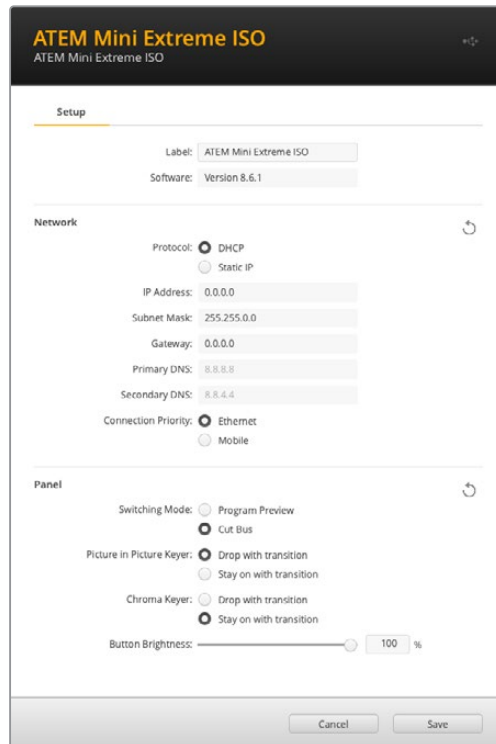 ATEM Mini Extreme ISO
ATEM Mini Extreme ISO
Setup
Label: ATEM Mini Extreme ISO
Software: Version 8.6.1
Network
Protocol: DHCP
Static IP
IP Address: 0.0.0.0
Subnet Mask: 255.255.0.0
Gateway: 0.0.0.0
Primary DNS: 8.8.8.8
Secondary DNS: 8.8.4.4
Connection Priority: Ethernet
Mobile
Panel
Switching Mode: Program Preview
Cut Bus
Picture in Picture Keyer: Drop with transition
Stay on with transition
Chroma Keyer: Drop with transition
Stay on with transition
Button Brightness: 100 %
Cancel Save